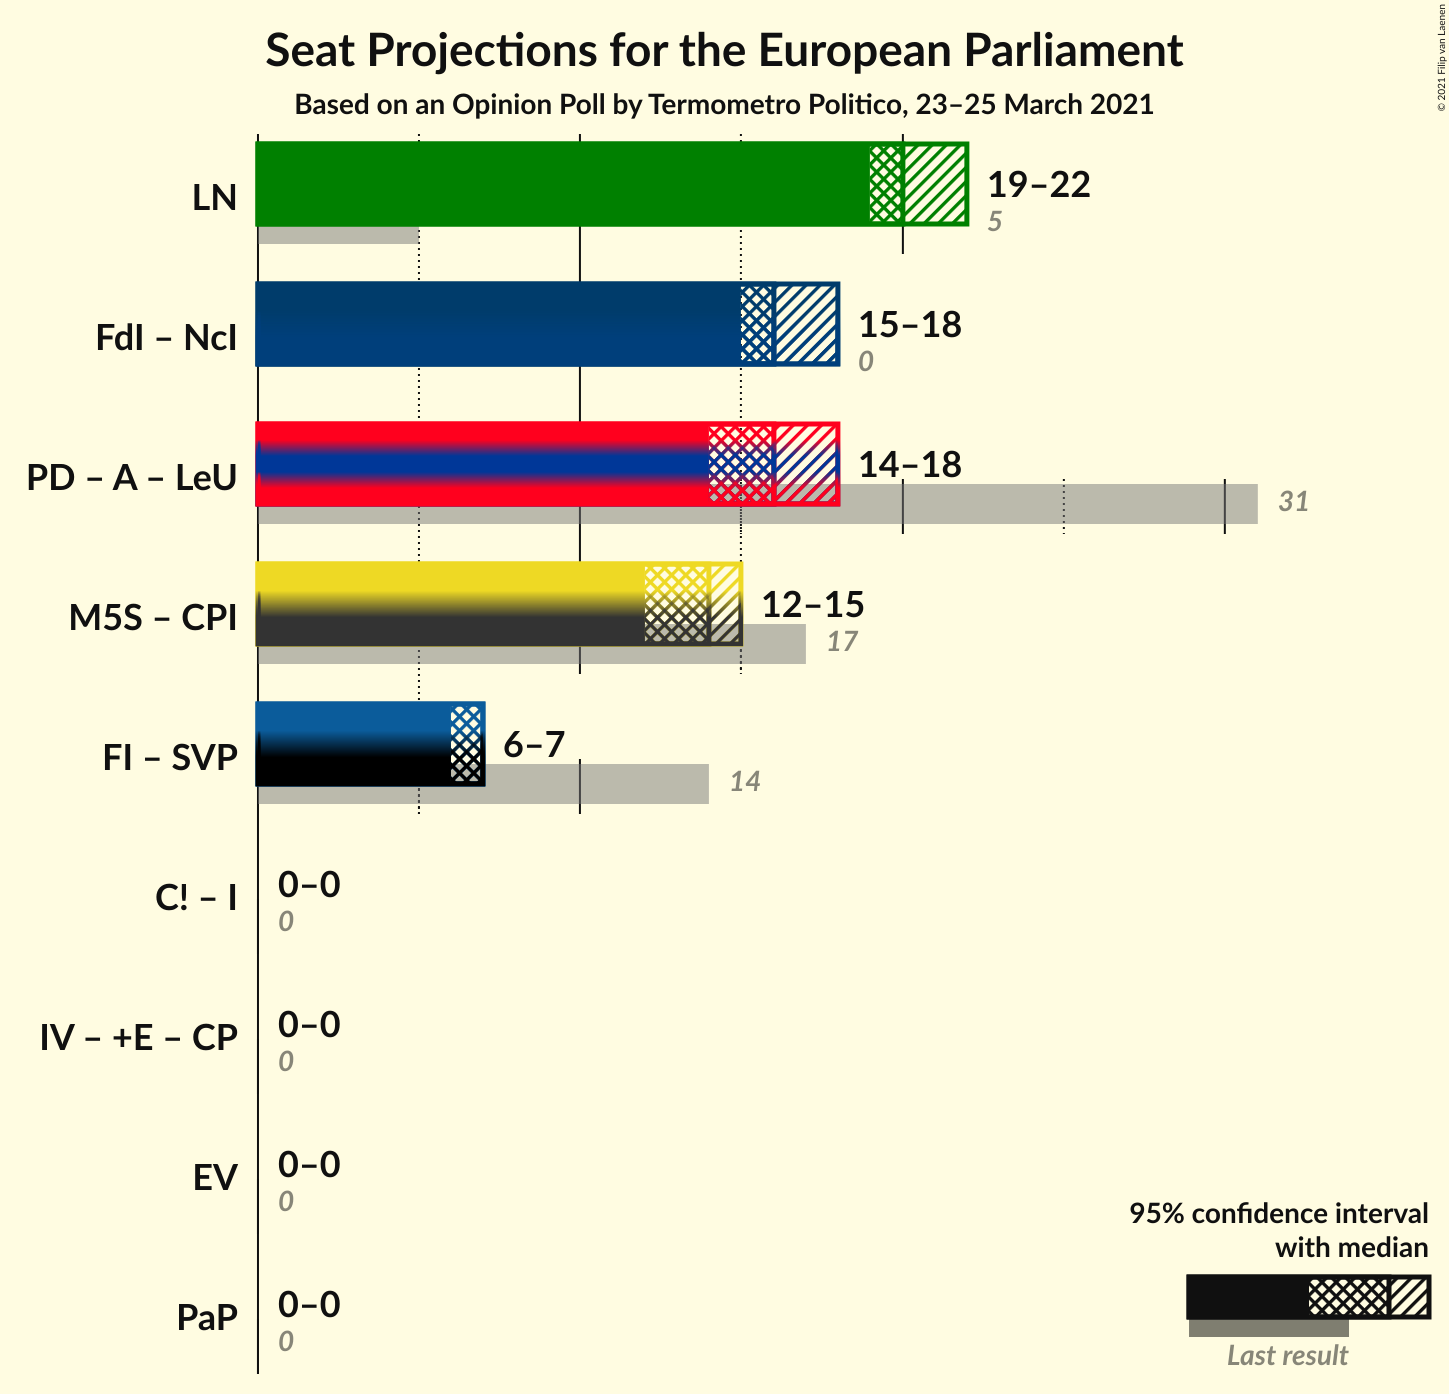 Seat Projections for the European Parliament
Based on an Opinion Poll by Termometro Politico, 23–25 March 2021
© 2021 Filip van Laenen
LN
19–22
5
FdI – NcI
15–18
0
PD – A – LeU
14–18
31
M5S – CPI
12–15
17
FI – SVP
6–7
14
C! – I
0–0
0
IV – +E – CP
0–0
0
EV
0–0
0
PaP
0–0
0
95% confidence interval
with median
Last result